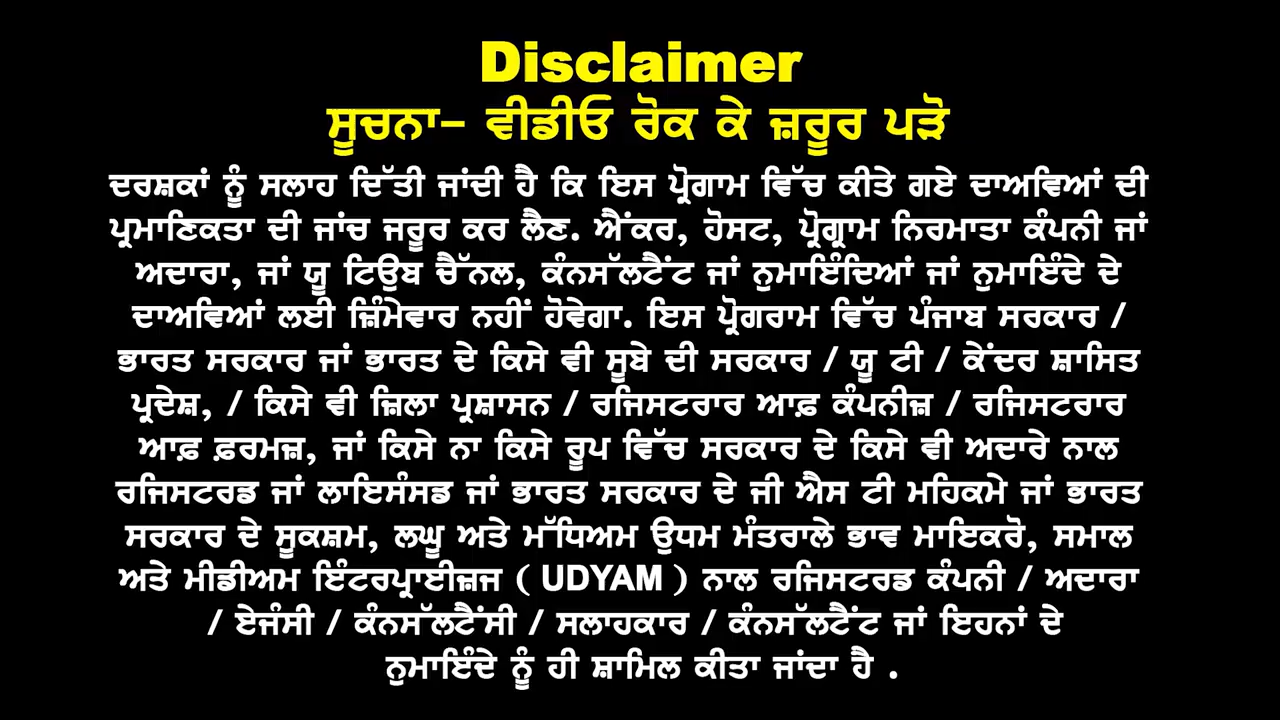 Disclaimer
ਸੂਚਨਾ- ਵੀਡੀਓ ਰੋਕ ਕੇ ਜ਼ਰੂਰ ਪੜੋ
ਦਰਸ਼ਕਾਂ ਨੂੰ ਸਲਾਹ ਦਿੱਤੀ ਜਾਂਦੀ ਹੈ ਕਿ ਇਸ ਪ੍ਰੋਗਾਮ ਵਿੱਚ ਕੀਤੇ ਗਏ ਦਾਅਵਿਆਂ ਦੀ
ਪ੍ਰਮਾਣਿਕਤਾ ਦੀ ਜਾਂਚ ਜਰੂਰ ਕਰ ਲੈਣ. ਐਂਕਰ, ਹੋਸਟ, ਪ੍ਰੋਗ੍ਰਾਮ ਨਿਰਮਾਤਾ ਕੰਪਨੀ ਜਾਂ
ਅਦਾਰਾ, ਜਾਂ ਯੂ ਟਿਊਬ ਚੈੱਨਲ, ਕੰਨਸੱਲਟੈਂਟ ਜਾਂ ਨੁਮਾਇੰਦਿਆਂ ਜਾਂ ਨੁਮਾਇੰਦੇ ਦੇ
ਦਾਅਵਿਆਂ ਲਈ ਜ਼ਿੰਮੇਵਾਰ ਨਹੀਂ ਹੋਵੇਗਾ. ਇਸ ਪ੍ਰੋਗਰਾਮ ਵਿੱਚ ਪੰਜਾਬ ਸਰਕਾਰ /
ਭਾਰਤ ਸਰਕਾਰ ਜਾਂ ਭਾਰਤ ਦੇ ਕਿਸੇ ਵੀ ਸੂਬੇ ਦੀ ਸਰਕਾਰ / ਯੂ ਟੀ / ਕੇਂਦਰ ਸ਼ਾਸਿਤ
ਪ੍ਰਦੇਸ਼, / ਕਿਸੇ ਵੀ ਜ਼ਿਲਾ ਪ੍ਰਸ਼ਾਸਨ / ਰਜਿਸਟਰਾਰ ਆਫ਼ ਕੰਪਨੀਜ਼ / ਰਜਿਸਟਰਾਰ
ਆਫ਼ ਫ਼ਰਮਜ਼, ਜਾਂ ਕਿਸੇ ਨਾ ਕਿਸੇ ਰੂਪ ਵਿੱਚ ਸਰਕਾਰ ਦੇ ਕਿਸੇ ਵੀ ਅਦਾਰੇ ਨਾਲ
ਰਜਿਸਟਰਡ ਜਾਂ ਲਾਇਸੰਸਡ ਜਾਂ ਭਾਰਤ ਸਰਕਾਰ ਦੇ ਜੀ ਐਸ ਟੀ ਮਹਿਕਮੇ ਜਾਂ ਭਾਰਤ
ਸਰਕਾਰ ਦੇ ਸੂਕਸ਼ਮ, ਲਘੂ ਅਤੇ ਮੱਧਿਅਮ ਉਧਮ ਮੰਤਰਾਲੇ ਭਾਵ ਮਾਇਕਰੋ, ਸਮਾਲ
ਅਤੇ ਮੀਡੀਅਮ ਇੰਟਰਪ੍ਰਾਈਜ਼ਜ ( UDYAM ) ਨਾਲ ਰਜਿਸਟਰਡ ਕੰਪਨੀ / ਅਦਾਰਾ
/ ਏਜੰਸੀ / ਕੰਨਸੱਲਟੈਂਸੀ / ਸਲਾਹਕਾਰ / ਕੰਨਸੱਲਟੈਂਟ ਜਾਂ ਇਹਨਾਂ ਦੇ
ਨੁਮਾਇੰਦੇ ਨੂੰ ਹੀ ਸ਼ਾਮਿਲ ਕੀਤਾ ਜਾਂਦਾ ਹੈ .